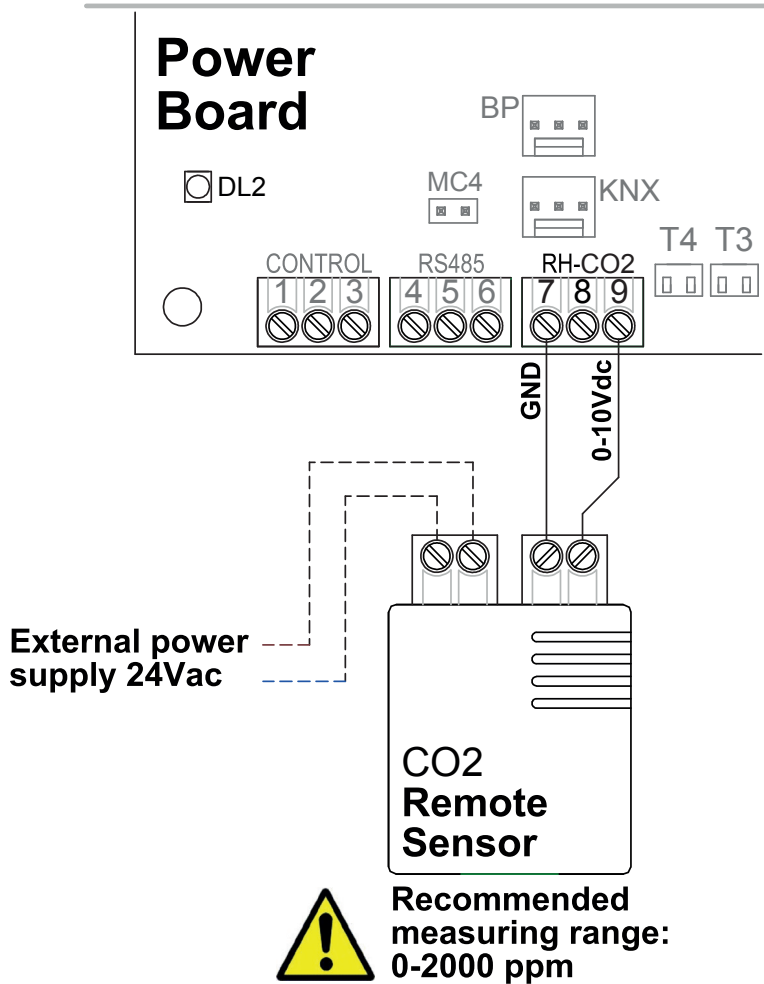 Power
Board
BP
DL2
MC4
KNX
T4 T3
CONTROL RS485 RH-CO2
1 2 3 4 5 6 7 8 9
GND
0-10Vdc
External power
supply 24Vac
CO2
Remote
Sensor
Recommended
measuring range:
0-2000 ppm